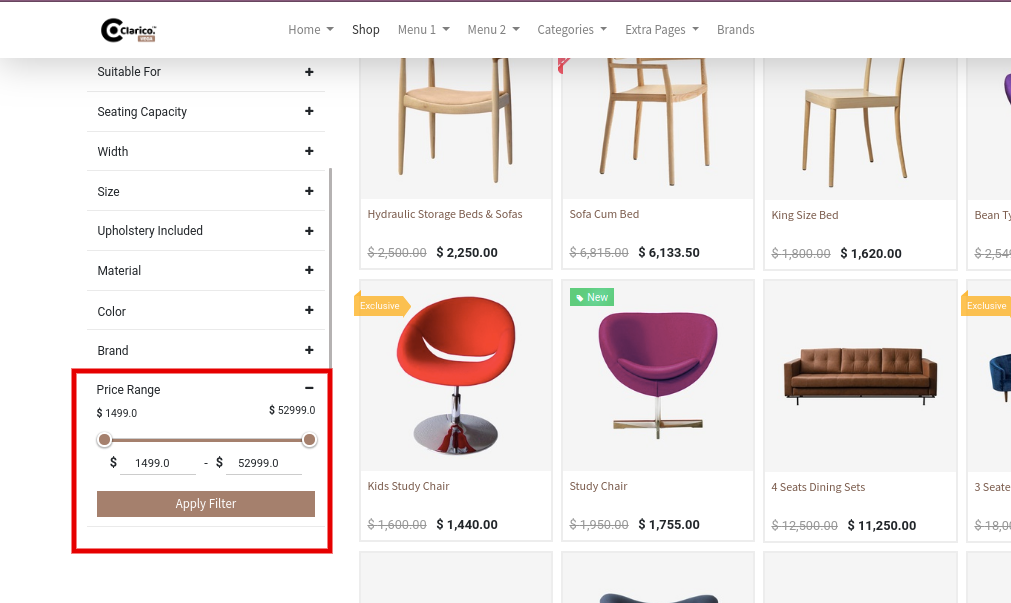 Clarico.
VEGA
Home
Shop
Menu 1
Menu 2
Categories
Extra Pages
Brands
Suitable For
Seating Capacity
Width
Size
Upholstery Included
Material
Color
Brand
Price Range
$ 1499.0
$ 52999.0
$ 1499.0 - $ 52999.0
Apply Filter
Hydraulic Storage Beds & Sofas
$ 2,500.00 $ 2,250.00
Sofa Cum Bed
$ 6,815.00 $ 6,133.50
King Size Bed
$ 1,800.00 $ 1,620.00
Bean Ty
$ 2,54
Exclusive
Kids Study Chair
$ 1,600.00 $ 1,440.00
New
Study Chair
$ 1,950.00 $ 1,755.00
4 Seats Dining Sets
$ 12,500.00 $ 11,250.00
Exclusive
3 Seate
$ 18,0